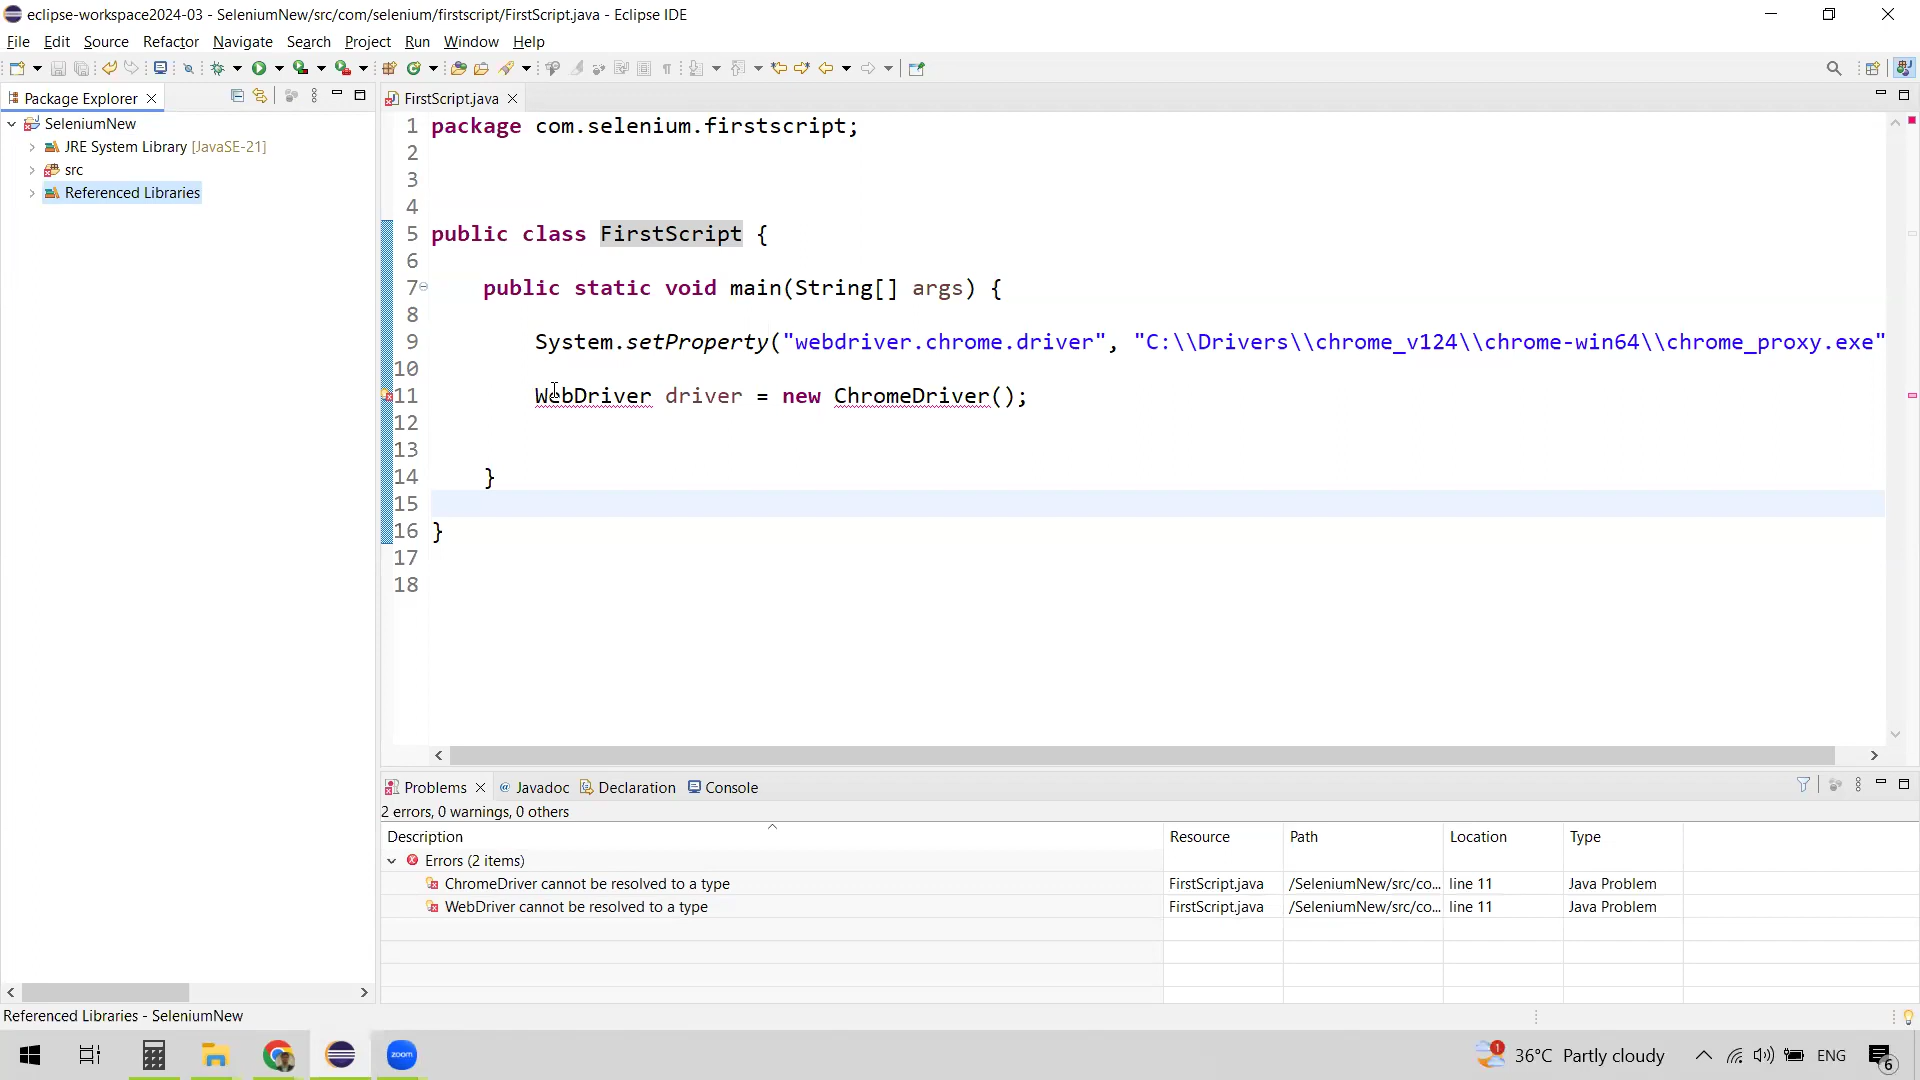 eclipse-workspace2024-03 - SeleniumNew/src/com/selenium/firstscript/FirstScript.java - Eclipse IDE
File Edit Source Refactor Navigate Search Project Run Window Help
Package Explorer
FirstScript.java
SeleniumNew
JRE System Library [JavaSE-21]
src
Referenced Libraries
1 package com.selenium.firstscript;
2
3
4
5 public class FirstScript {
6
7 public static void main(String[] args) {
8
9 System.setProperty("webdriver.chrome.driver", "C:\\Drivers\\chrome_v124\\chrome-win64\\chrome_proxy.exe"
10
11 WebDriver driver = new ChromeDriver();
12
13
14 }
15
16 }
17
18
Problems @ Javadoc Declaration Console
2 errors, 0 warnings, 0 others
Description Resource Path Location Type
Errors (2 items)
ChromeDriver cannot be resolved to a type FirstScript.java /SeleniumNew/src/co... line 11 Java Problem
WebDriver cannot be resolved to a type FirstScript.java /SeleniumNew/src/co... line 11 Java Problem
Referenced Libraries - SeleniumNew
zoom
1
36°C Partly cloudy
ENG
6